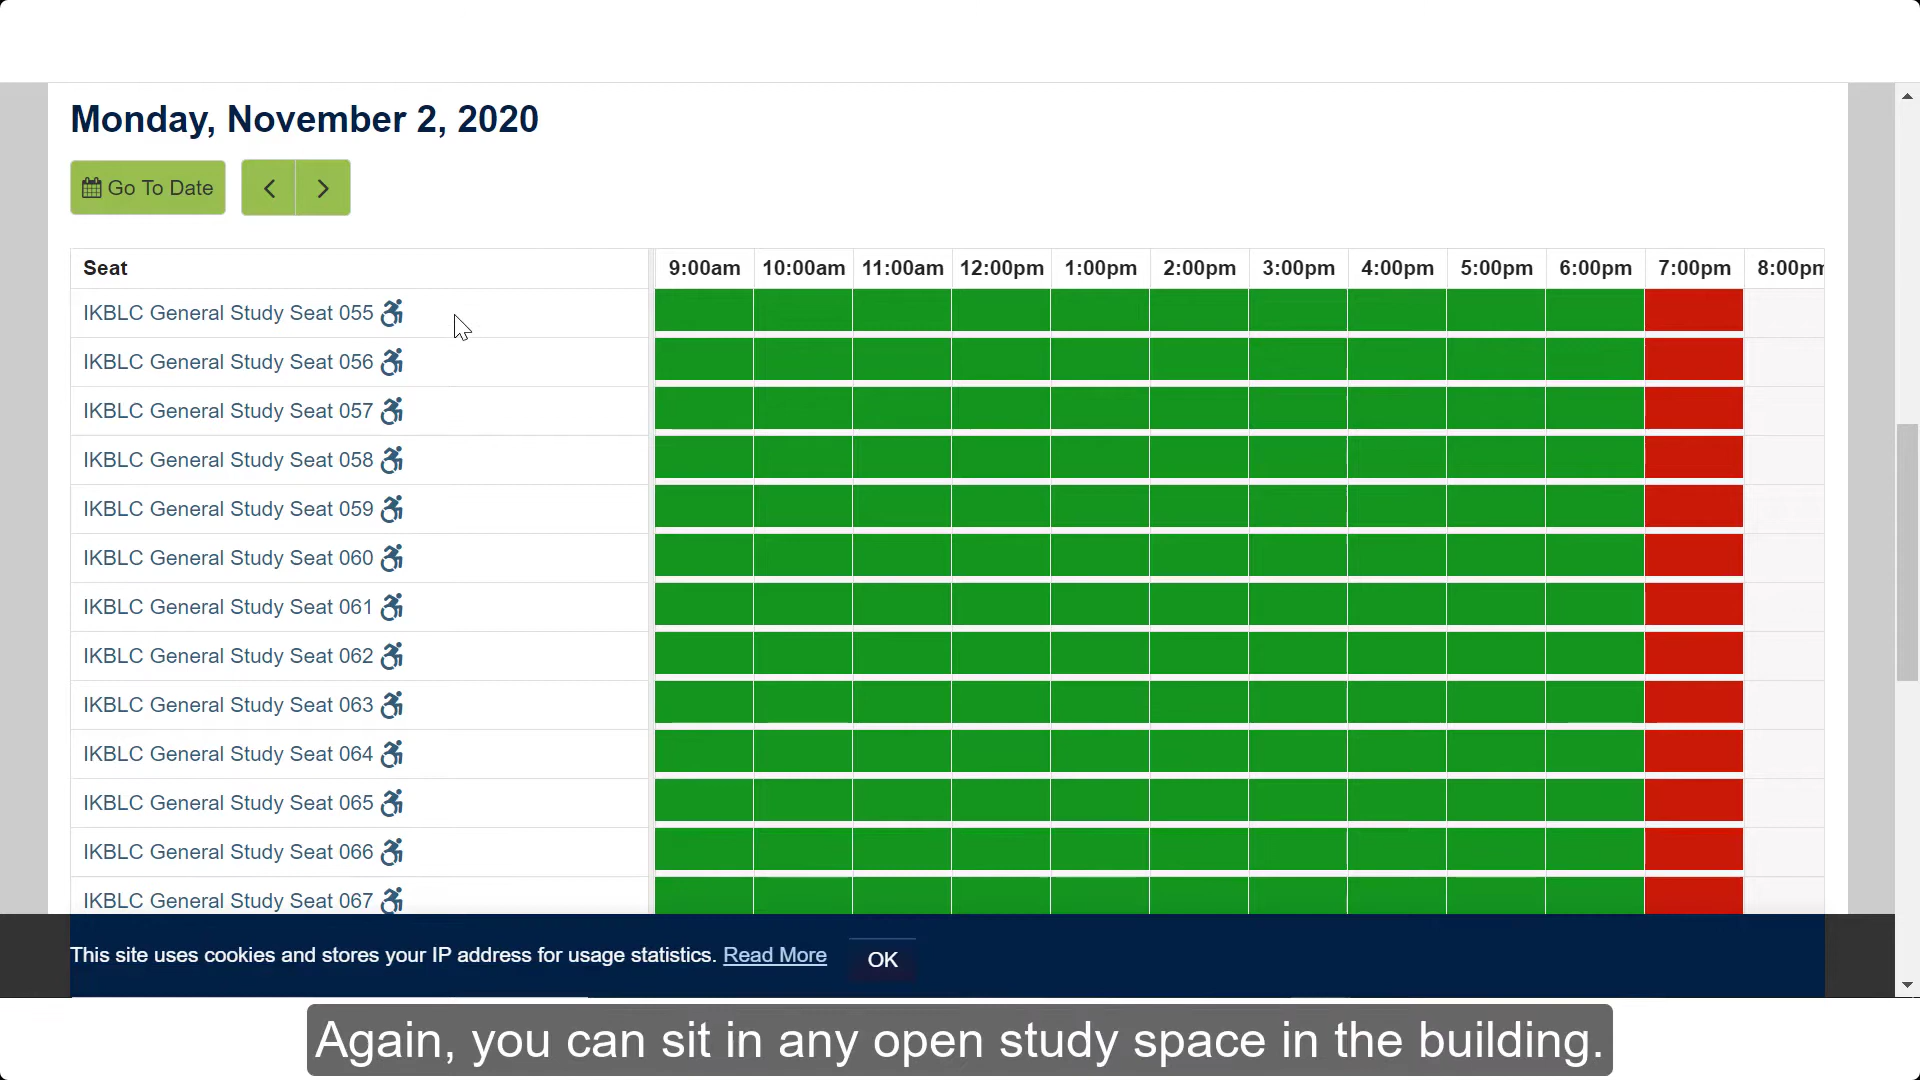 Monday, November 2, 2020
Go To Date
Seat 9:00am 10:00am 11:00am 12:00pm 1:00pm 2:00pm 3:00pm 4:00pm 5:00pm 6:00pm 7:00pm 8:00pm
IKBLC General Study Seat 055
IKBLC General Study Seat 056
IKBLC General Study Seat 057
IKBLC General Study Seat 058
IKBLC General Study Seat 059
IKBLC General Study Seat 060
IKBLC General Study Seat 061
IKBLC General Study Seat 062
IKBLC General Study Seat 063
IKBLC General Study Seat 064
IKBLC General Study Seat 065
IKBLC General Study Seat 066
IKBLC General Study Seat 067
This site uses cookies and stores your IP address for usage statistics. Read More OK
Again, you can sit in any open study space in the building.